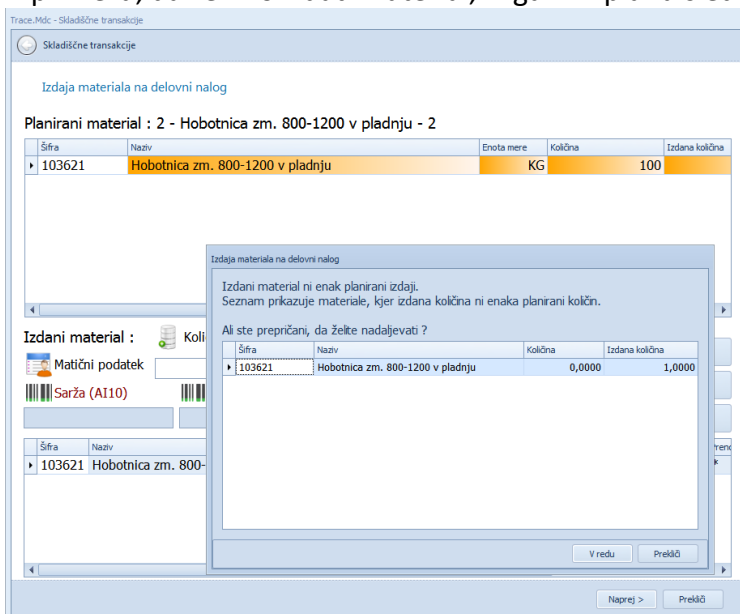 Trace.Mdc - Skladiščne transakcije
Skladiščne transakcije
Izdaja materiala na delovni nalog
Planirani material : 2 - Hobotnica zm. 800-1200 v pladnju - 2
Šifra Naziv Enota mere Količina Izdana količina
103621 Hobotnica zm. 800-1200 v pladnju KG 100
Izdaja materiala na delovni nalog
Izdani material ni enak planirani izdaji.
Seznam prikazuje materiale, kjer izdana količina ni enaka planirani količin.
Ali ste prepričani, da želite nadaljevati ?
Šifra Naziv Količina Izdana količina
103621 Hobotnica zm. 800-1200 v pladnju 0,0000 1,0000
V redu Prekliči
Izdani material : Koli
Matični podatek
Sarža (AI10)
Šifra Naziv
103621 Hobotnica zm. 800-
Naprej > Prekliči